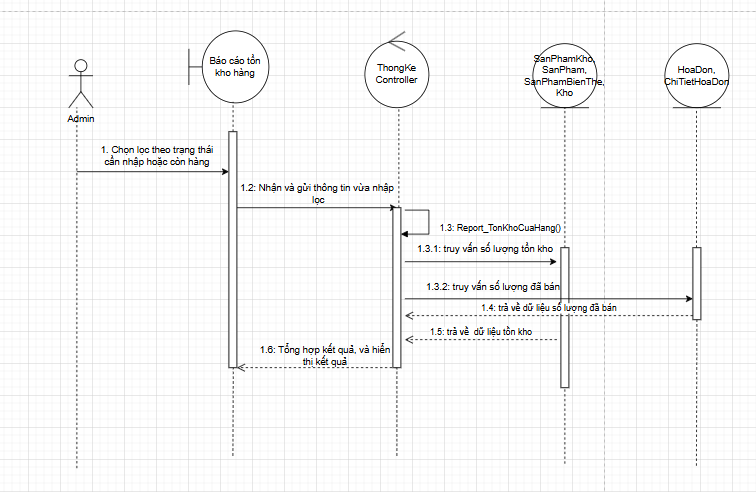 Báo cáo tồn
kho hàng
ThongKe
Controller
SanPhamKho,
SanPham,
SanPhamBienThe,
Kho
HoaDon,
ChiTietHoaDon
Admin
1. Chọn lọc theo trạng thái
cần nhập hoặc còn hàng
1.2: Nhận và gửi thông tin vừa nhập
lọc
1.3: Report_TonKhoCuaHang()
1.3.1: truy vấn số lượng tồn kho
1.3.2: truy vấn số lượng đã bán
1.4: trả về dữ liệu số lượng đã bán
1.5: trả về dữ liệu tồn kho
1.6: Tổng hợp kết quả, và hiển
thị kết quả